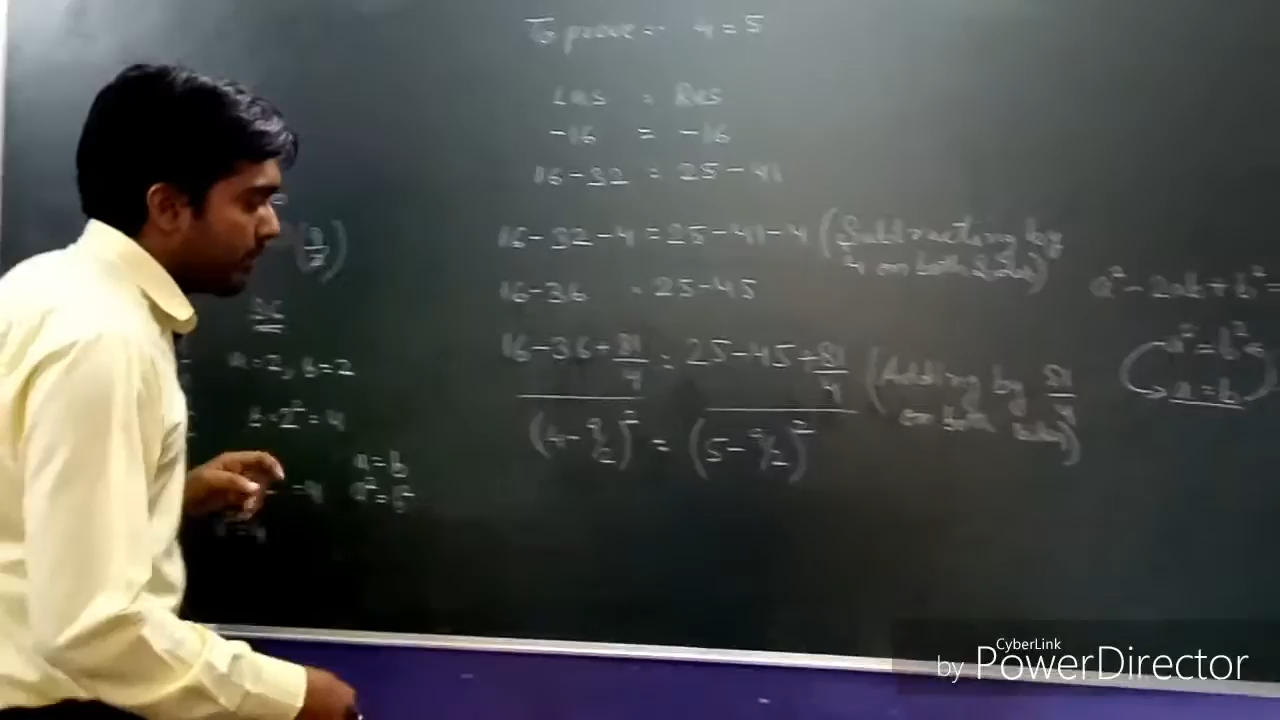 To prove :- 4 = 5
LHS = RHS
-16 = -16
16-32 = 25-41
16-32-4 = 25-41-4 (Subtracting by 4 on both sides)
16-36 = 25-45
16-36+81/4 = 25-45+81/4 (Adding by 81/4 on both sides)
(4-9/2)² = (5-9/2)²
a²-2ab+b²=
a²=b²
a=b
a=2, b=2
2²=4
a=b
a²=b²
CyberLink
by PowerDirector